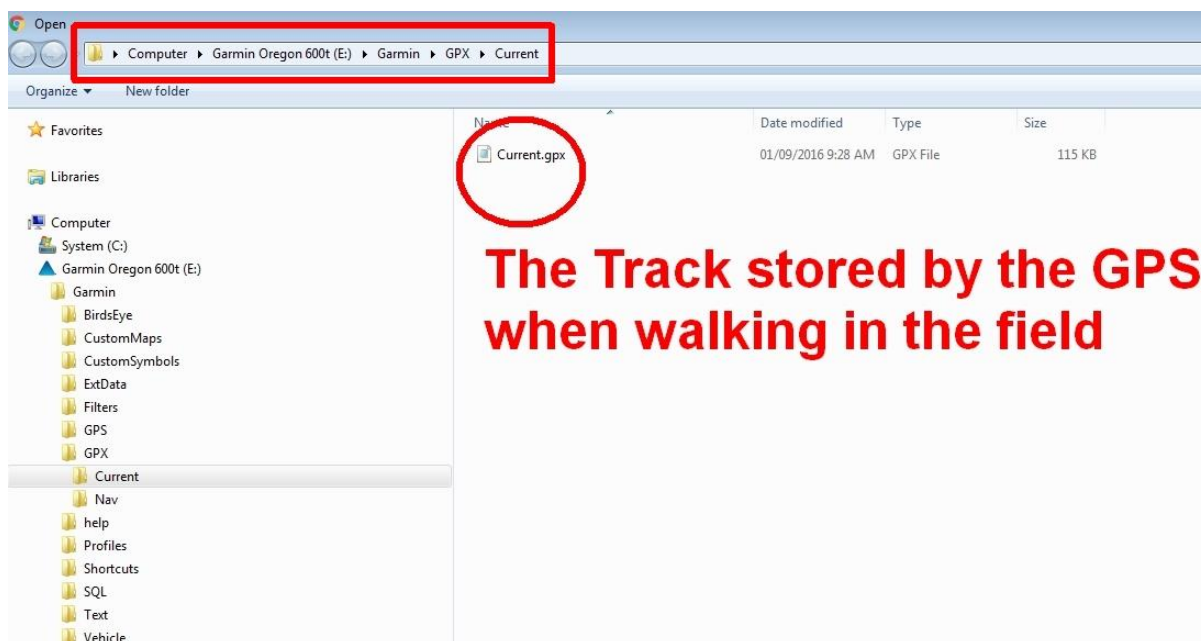 Open
Computer ▸ Garmin Oregon 600t (E:) ▸ Garmin ▸ GPX ▸ Current
Organize ▾ New folder
Favorites
Libraries
Computer
System (C:)
Garmin Oregon 600t (E:)
Garmin
BirdsEye
CustomMaps
CustomSymbols
ExtData
Filters
GPS
GPX
Current
Nav
help
Profiles
Shortcuts
SQL
Text
Vehicle
Name Date modified Type Size
Current.gpx 01/09/2016 9:28 AM GPX File 115 KB
The Track stored by the GPS
when walking in the field